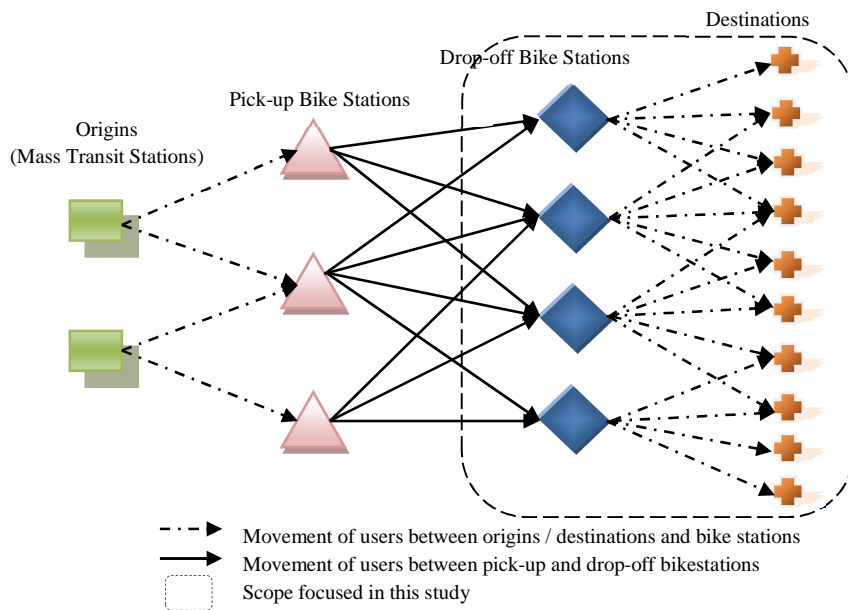 Destinations
Drop-off Bike Stations
Pick-up Bike Stations
Origins
(Mass Transit Stations)
Movement of users between origins / destinations and bike stations
Movement of users between pick-up and drop-off bikestations
Scope focused in this study